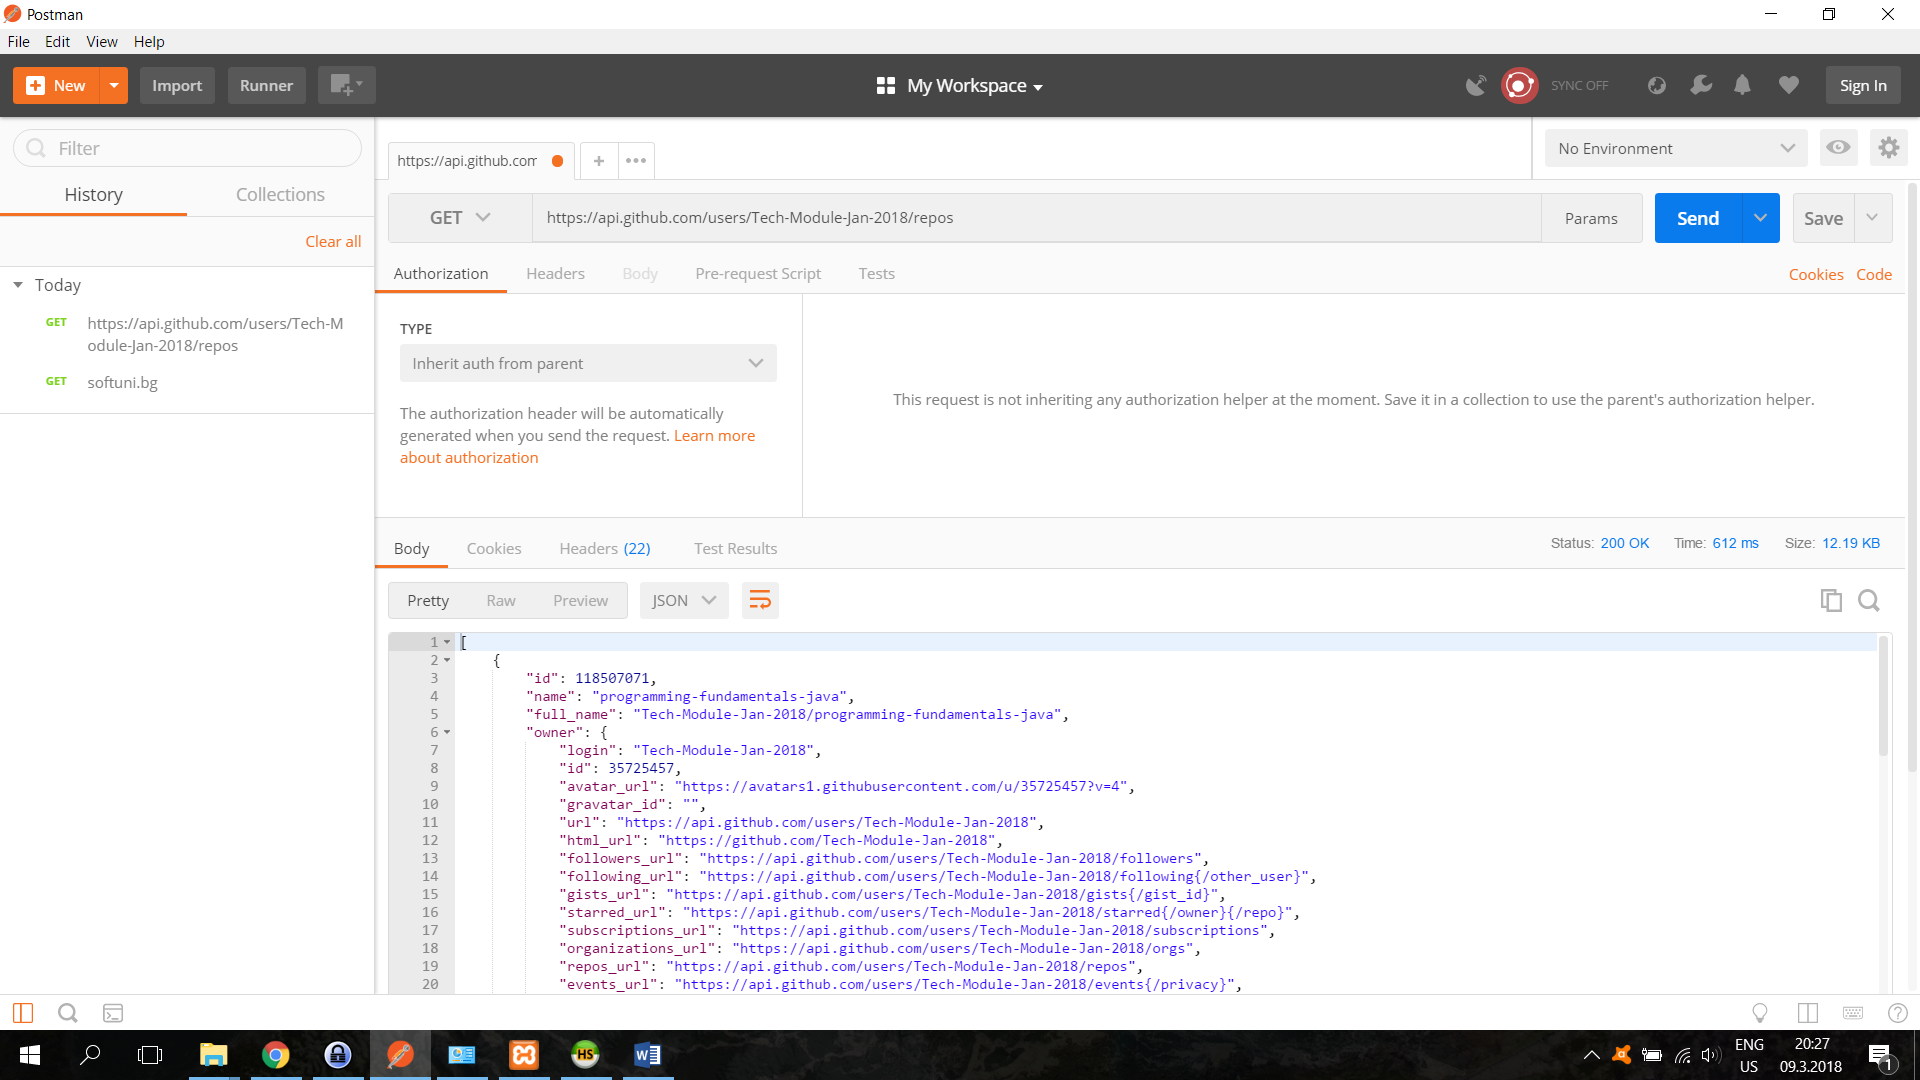 Postman
File Edit View Help
New Import Runner My Workspace SYNC OFF Sign In
Filter
History Collections
Clear all
Today
GET https://api.github.com/users/Tech-M
odule-Jan-2018/repos
GET softuni.bg
https://api.github.com + ••• No Environment
GET https://api.github.com/users/Tech-Module-Jan-2018/repos Params Send Save
Authorization Headers Body Pre-request Script Tests Cookies Code
TYPE
Inherit auth from parent
The authorization header will be automatically
generated when you send the request. Learn more
about authorization
This request is not inheriting any authorization helper at the moment. Save it in a collection to use the parent's authorization helper.
Body Cookies Headers (22) Test Results Status: 200 OK Time: 612 ms Size: 12.19 KB
Pretty Raw Preview JSON
1 [
2 {
3 "id": 118507071,
4 "name": "programming-fundamentals-java",
5 "full_name": "Tech-Module-Jan-2018/programming-fundamentals-java",
6 "owner": {
7 "login": "Tech-Module-Jan-2018",
8 "id": 35725457,
9 "avatar_url": "https://avatars1.githubusercontent.com/u/35725457?v=4",
10 "gravatar_id": "",
11 "url": "https://api.github.com/users/Tech-Module-Jan-2018",
12 "html_url": "https://github.com/Tech-Module-Jan-2018",
13 "followers_url": "https://api.github.com/users/Tech-Module-Jan-2018/followers",
14 "following_url": "https://api.github.com/users/Tech-Module-Jan-2018/following{/other_user}",
15 "gists_url": "https://api.github.com/users/Tech-Module-Jan-2018/gists{/gist_id}",
16 "starred_url": "https://api.github.com/users/Tech-Module-Jan-2018/starred{/owner}{/repo}",
17 "subscriptions_url": "https://api.github.com/users/Tech-Module-Jan-2018/subscriptions",
18 "organizations_url": "https://api.github.com/users/Tech-Module-Jan-2018/orgs",
19 "repos_url": "https://api.github.com/users/Tech-Module-Jan-2018/repos",
20 "events_url": "https://api.github.com/users/Tech-Module-Jan-2018/events{/privacy}",
HS
ENG
US
20:27
09.3.2018
1